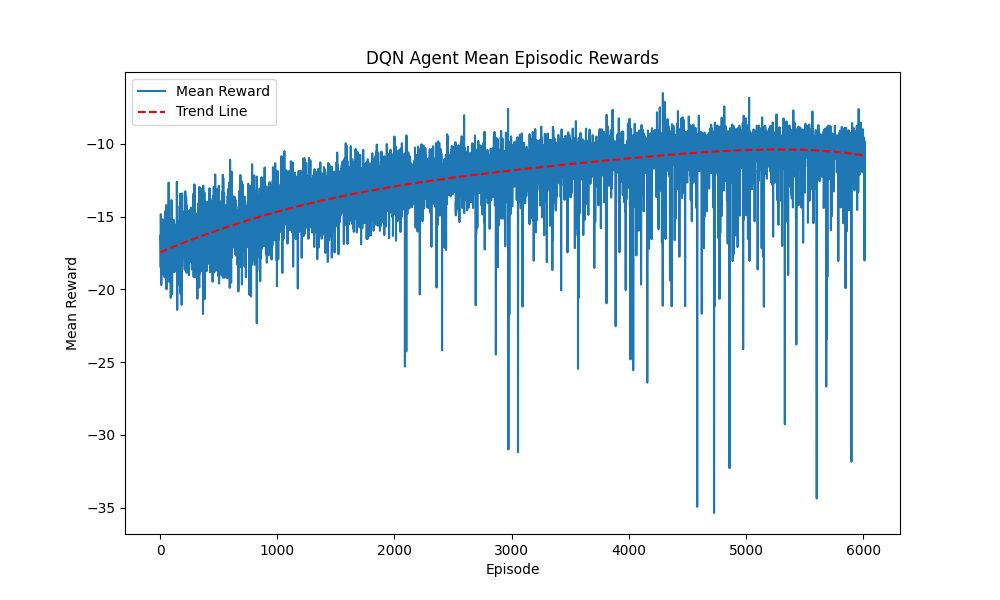 DQN Agent Mean Episodic Rewards
Mean Reward
Trend Line
−10
−15
−20
−25
−30
−35
Mean Reward
0 1000 2000 3000 4000 5000 6000
Episode